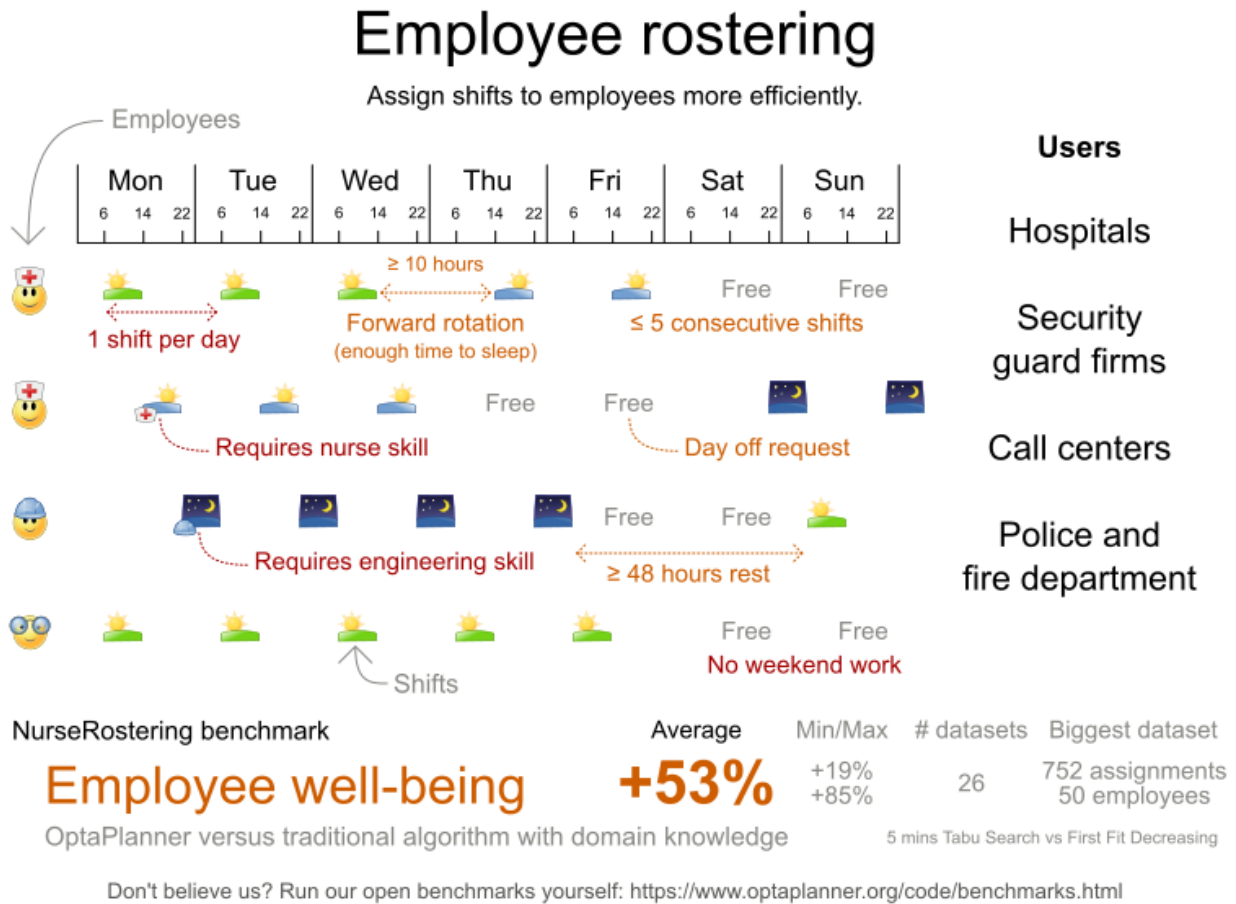 Employee rostering
Assign shifts to employees more efficiently.
Employees
Users
Mon Tue Wed Thu Fri Sat Sun
6 14 22 6 14 22 6 14 22 6 14 22 6 14 22 6 14 22 6 14 22
Hospitals
≥ 10 hours
Free Free
1 shift per day
Forward rotation
(enough time to sleep)
≤ 5 consecutive shifts
Security
guard firms
Free Free
Requires nurse skill
Day off request
Call centers
Free Free
Requires engineering skill
≥ 48 hours rest
Police and
fire department
Free Free
No weekend work
Shifts
NurseRostering benchmark
Average Min/Max # datasets Biggest dataset
Employee well-being
+53%
+19%
+85%
26
752 assignments
50 employees
OptaPlanner versus traditional algorithm with domain knowledge
5 mins Tabu Search vs First Fit Decreasing
Don't believe us? Run our open benchmarks yourself: https://www.optaplanner.org/code/benchmarks.html